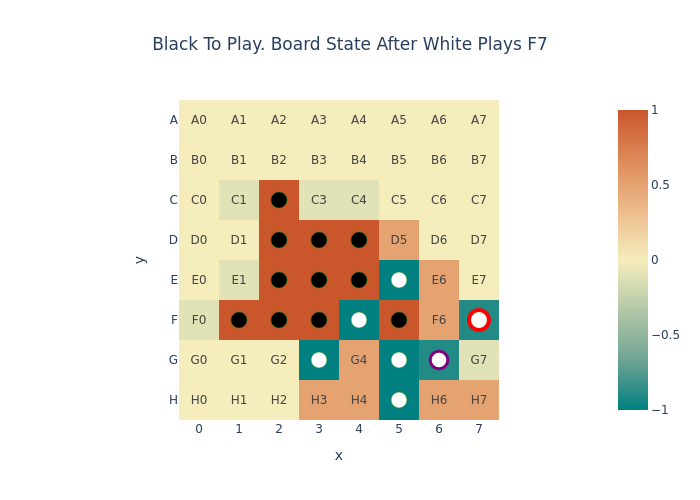 Black To Play. Board State After White Plays F7
A A0 A1 A2 A3 A4 A5 A6 A7
B B0 B1 B2 B3 B4 B5 B6 B7
C C0 C1 C3 C4 C5 C6 C7
D D0 D1 D5 D6 D7
E E0 E1 E6 E7
F F0 F6
G G0 G1 G2 G4 G7
H H0 H1 H2 H3 H4 H6 H7
0 1 2 3 4 5 6 7
x
y
1
0.5
0
−0.5
−1